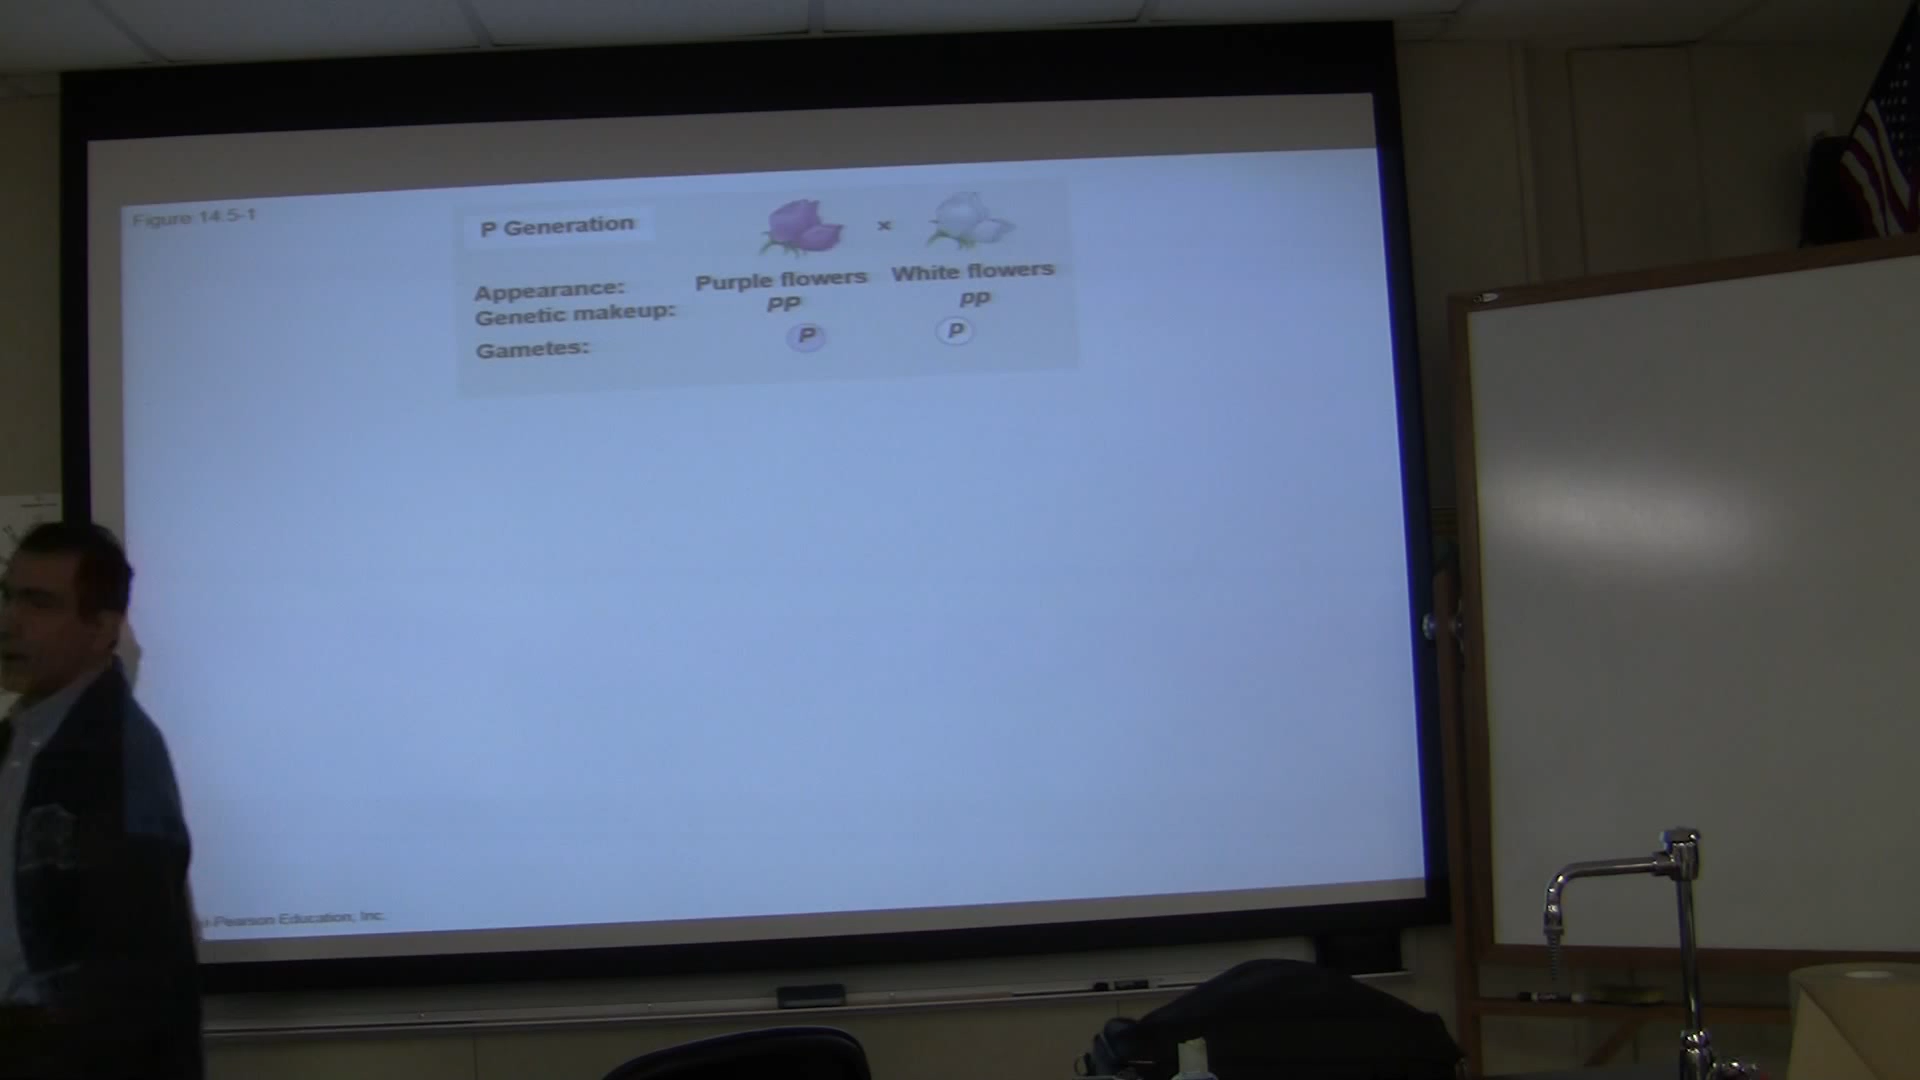 Figure 14.5-1
P Generation
×
Appearance: Purple flowers White flowers
Genetic makeup: PP pp
Gametes: P p
Pearson Education, Inc.